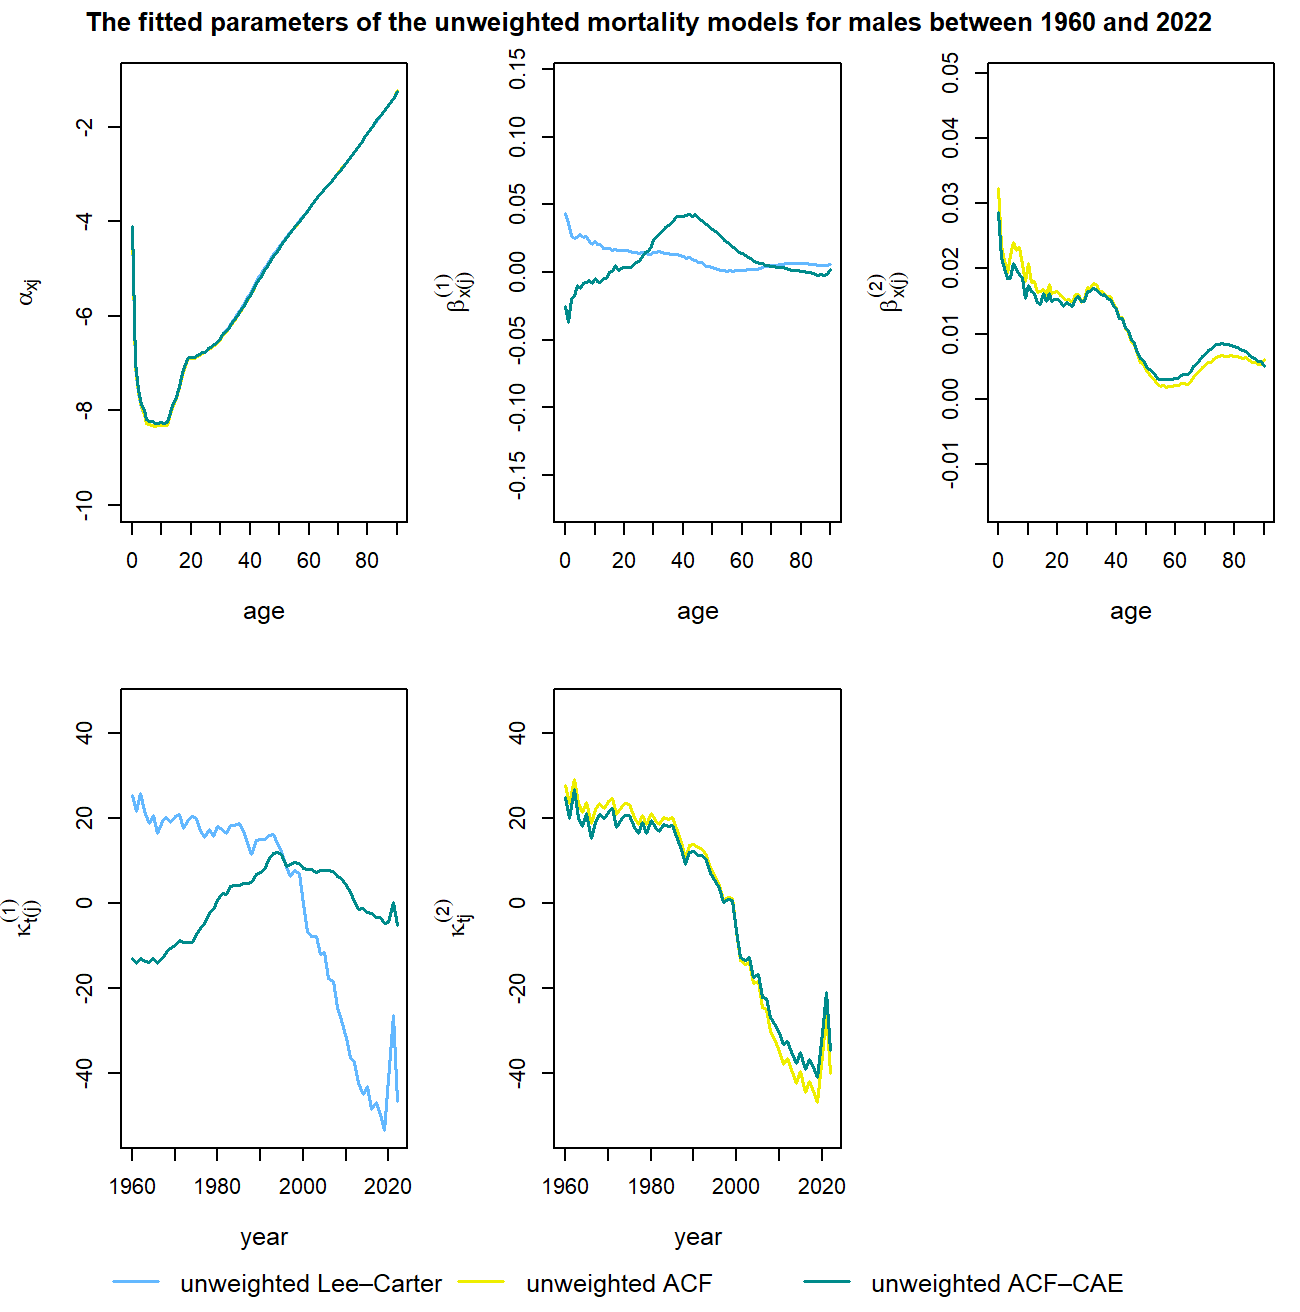 The fitted parameters of the unweighted mortality models for males between 1960 and 2022
αxj
-10 -8 -6 -4 -2
0 20 40 60 80
age
β(1)x(j)
-0.15 -0.10 -0.05 0.00 0.05 0.10 0.15
0 20 40 60 80
age
β(2)x(j)
-0.01 0.00 0.01 0.02 0.03 0.04 0.05
0 20 40 60 80
age
κ(1)t(j)
-40 -20 0 20 40
1960 1980 2000 2020
year
κ(2)tj
-40 -20 0 20 40
1960 1980 2000 2020
year
unweighted Lee–Carter unweighted ACF unweighted ACF–CAE